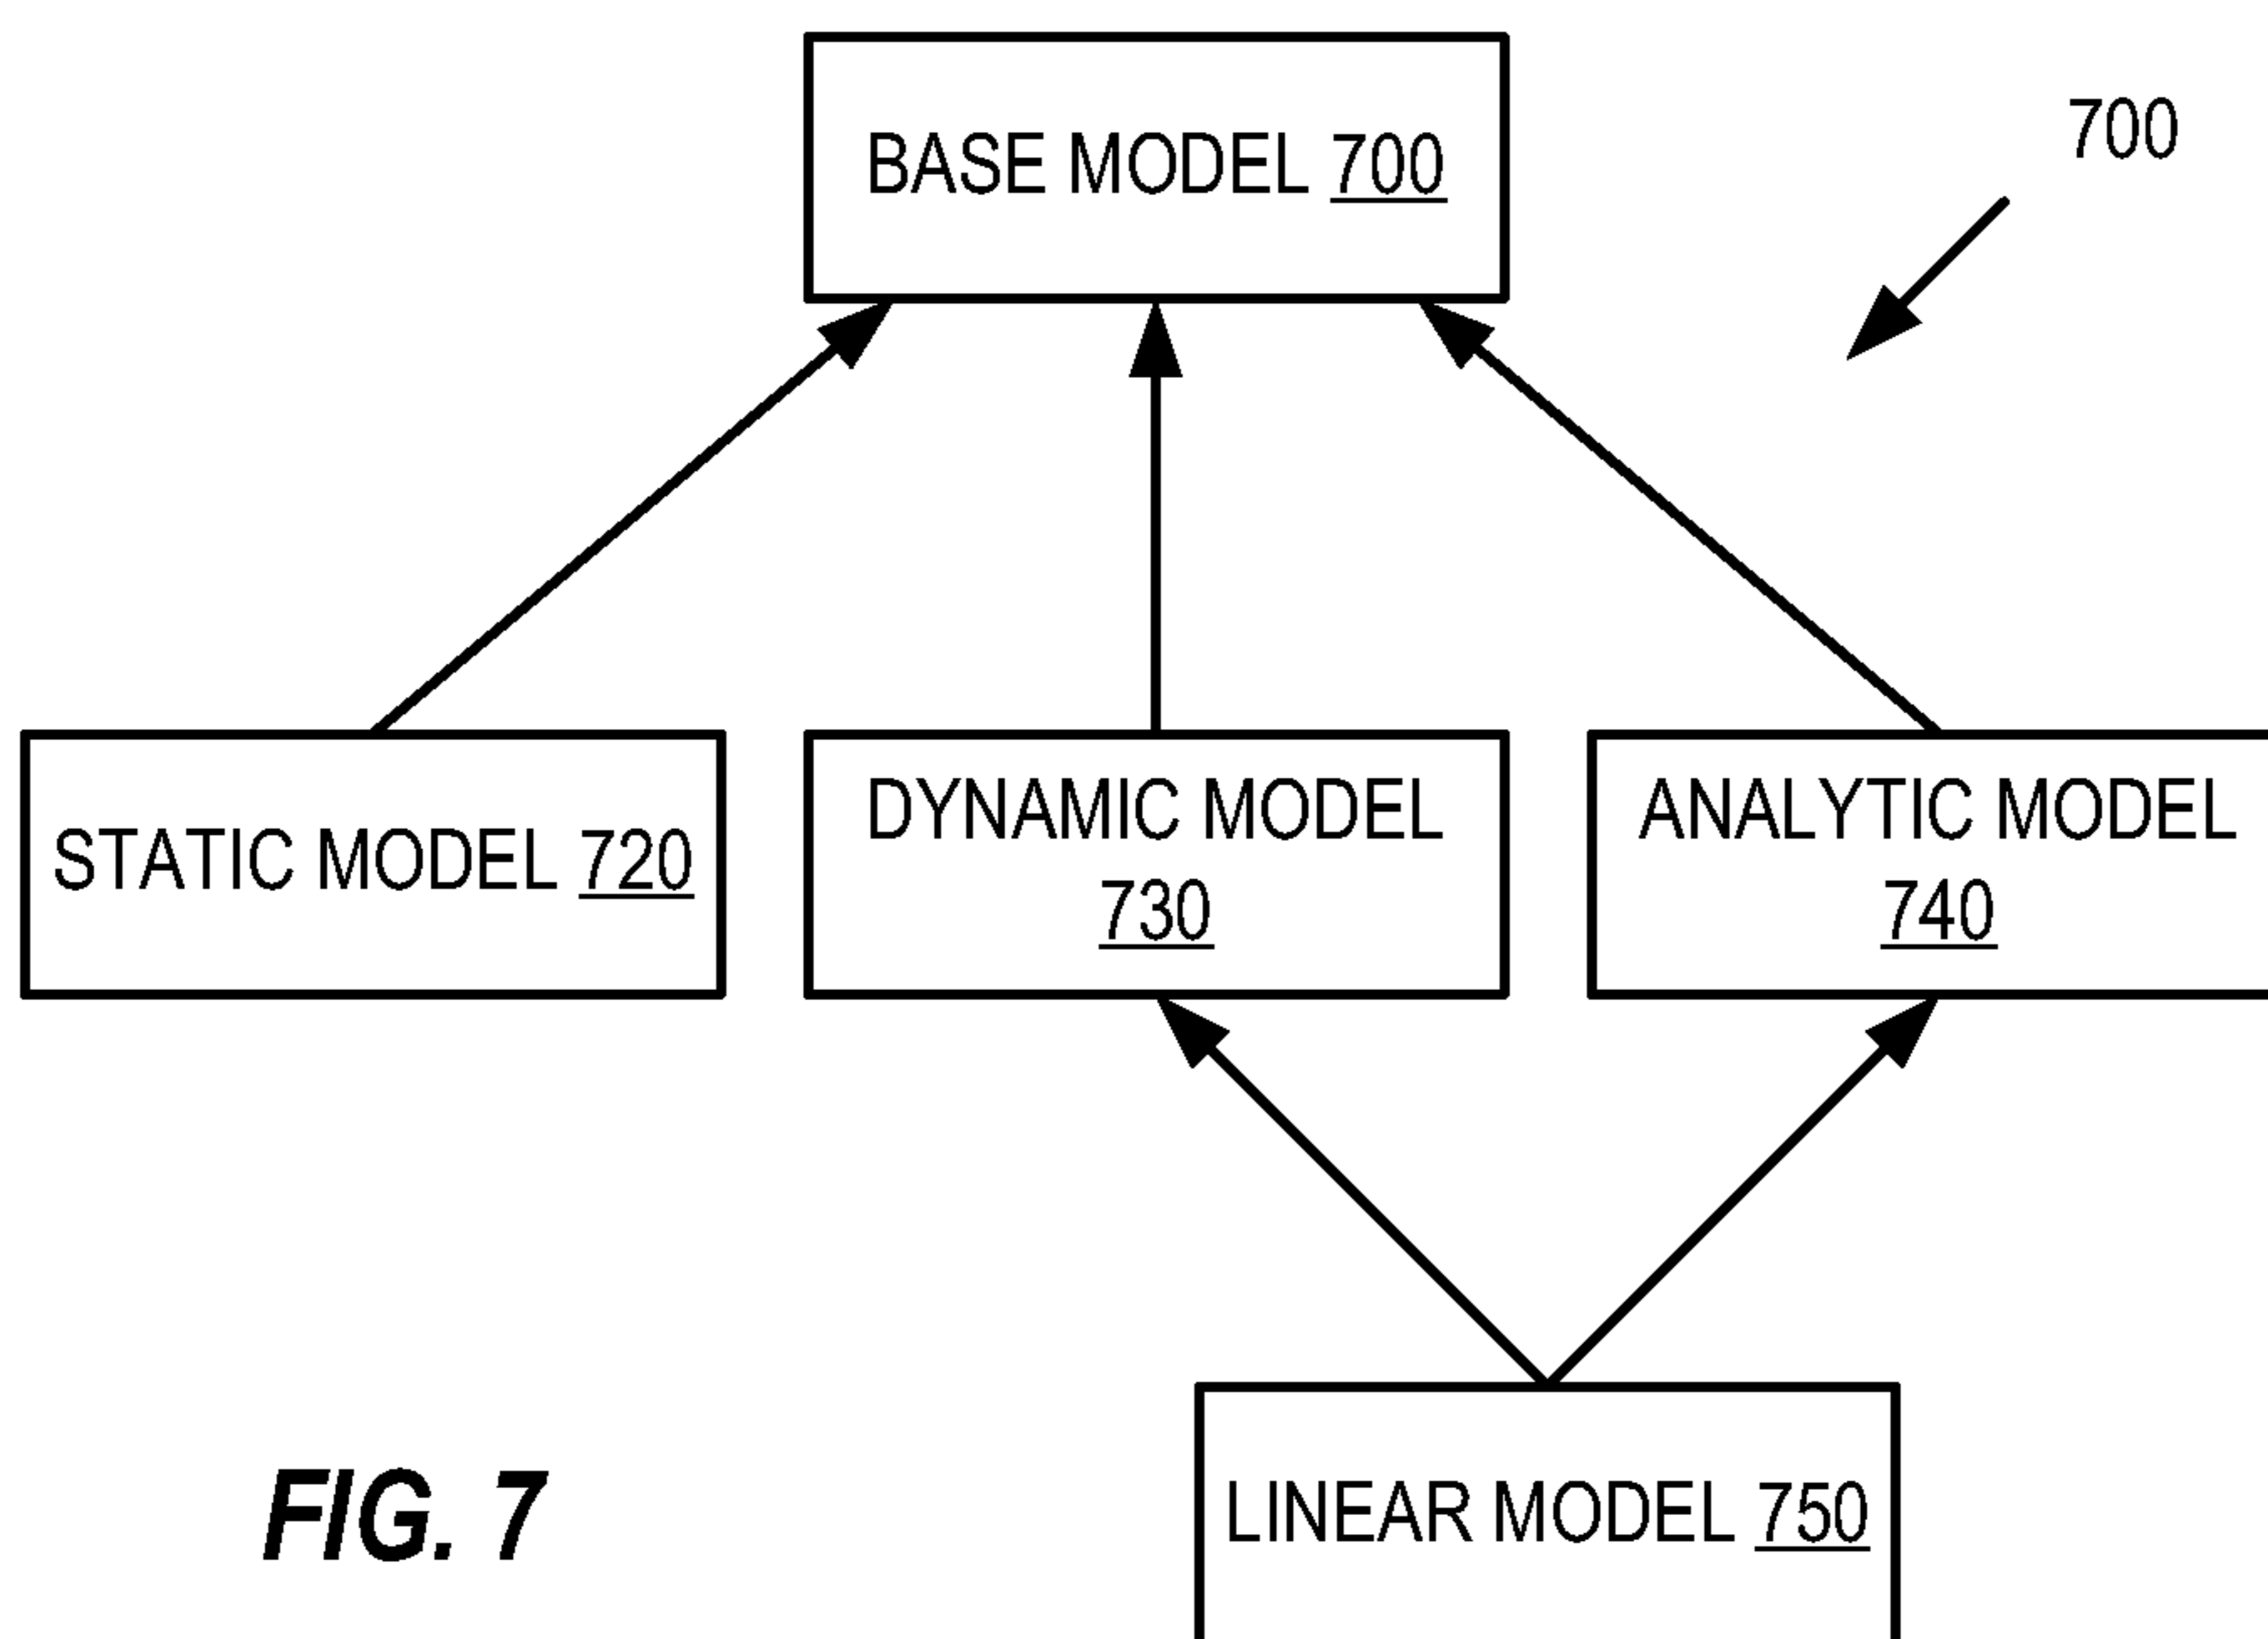 BASE MODEL 700
700
STATIC MODEL 720
DYNAMIC MODEL
730
ANALYTIC MODEL
740
LINEAR MODEL 750
FIG. 7